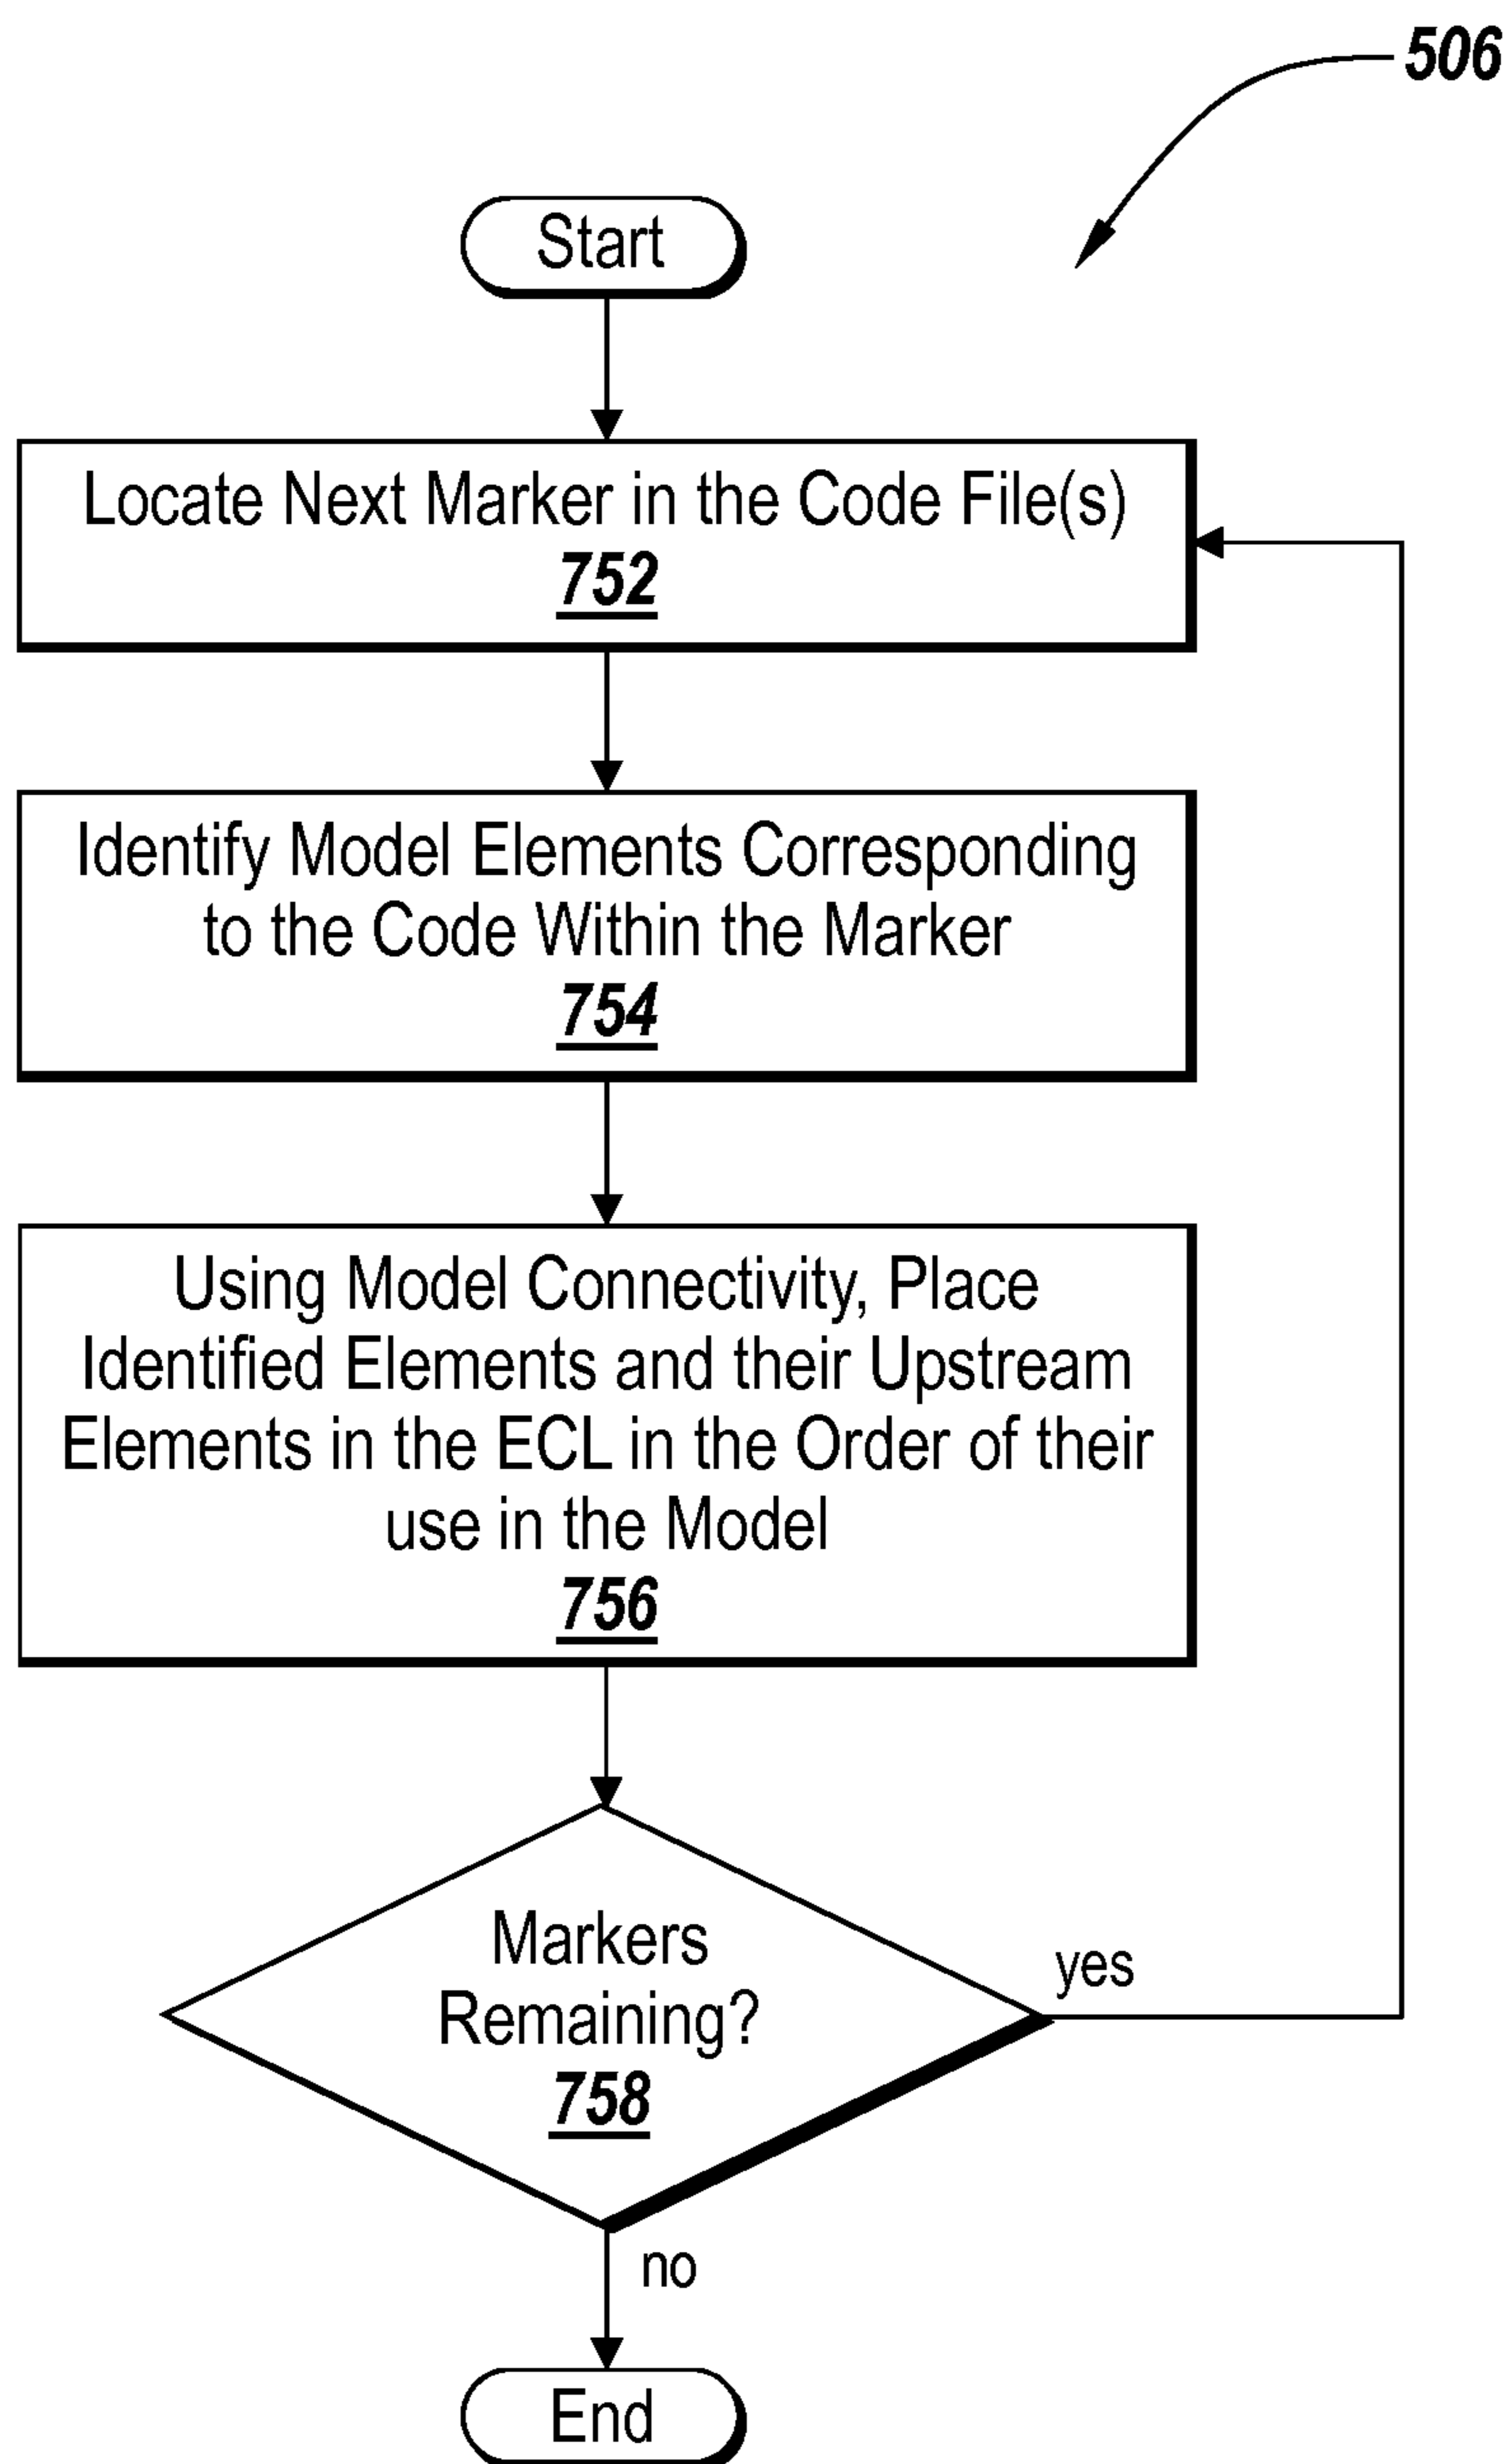 506
Start
Locate Next Marker in the Code File(s)
752
Identify Model Elements Corresponding
to the Code Within the Marker
754
Using Model Connectivity, Place
Identified Elements and their Upstream
Elements in the ECL in the Order of their
use in the Model
756
Markers
Remaining?
758
yes
no
End